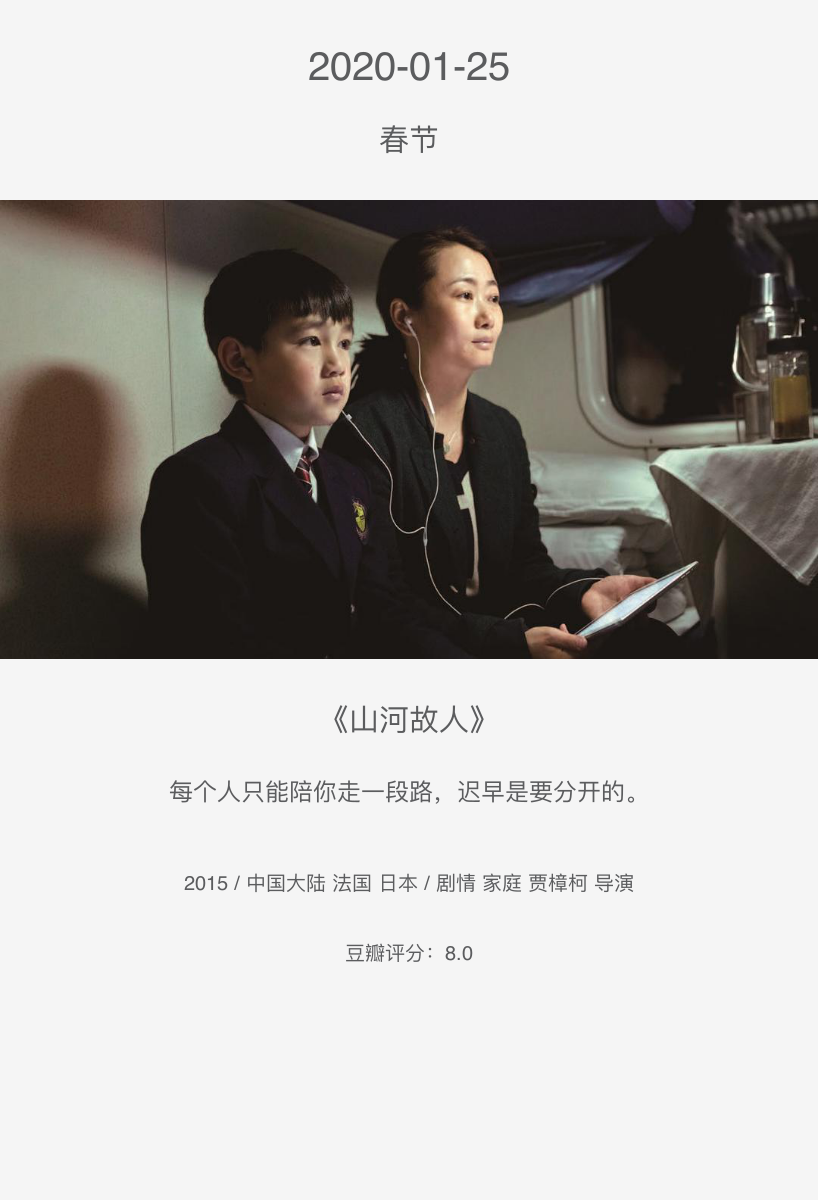 2020-01-25
春节
《山河故人》
每个人只能陪你走一段路，迟早是要分开的。
2015 / 中国大陆 法国 日本 / 剧情 家庭 贾樟柯 导演
豆瓣评分：8.0